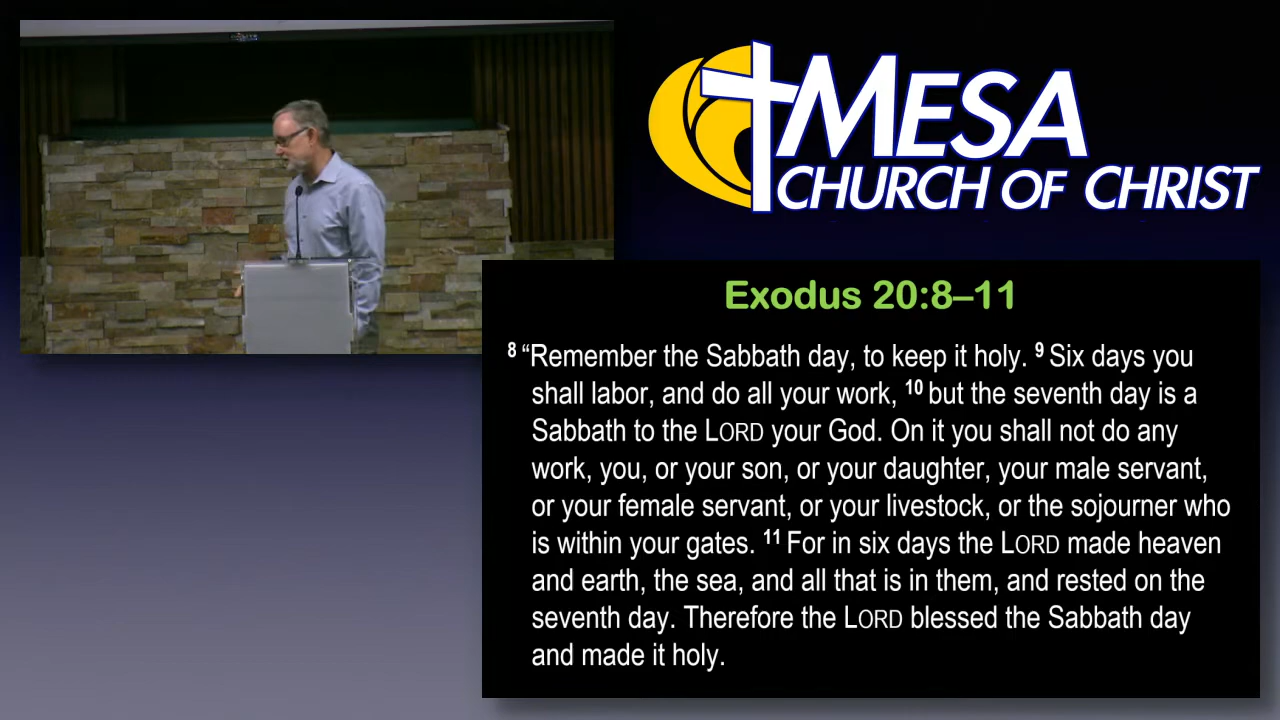 MESA
CHURCH OF CHRIST
Exodus 20:8–11
8 “Remember the Sabbath day, to keep it holy. 9 Six days you
shall labor, and do all your work, 10 but the seventh day is a
Sabbath to the LORD your God. On it you shall not do any
work, you, or your son, or your daughter, your male servant,
or your female servant, or your livestock, or the sojourner who
is within your gates. 11 For in six days the LORD made heaven
and earth, the sea, and all that is in them, and rested on the
seventh day. Therefore the LORD blessed the Sabbath day
and made it holy.